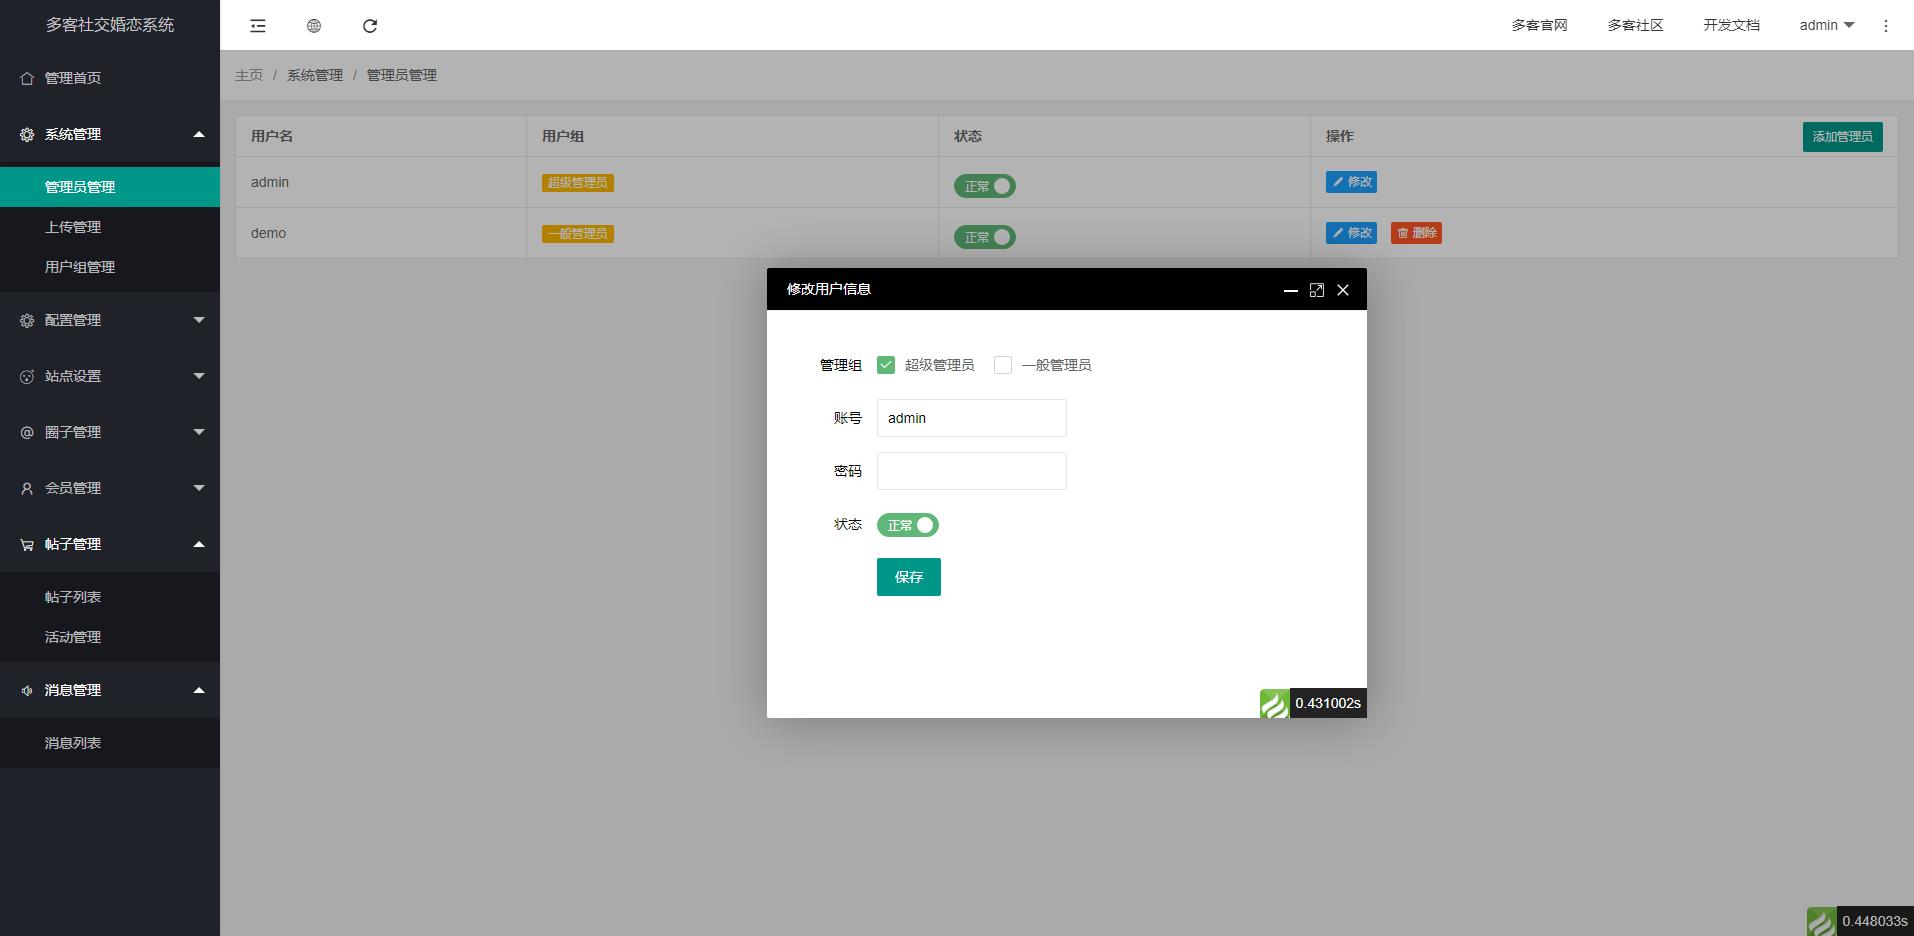 多客社交婚恋系统
多客官网 多客社区 开发文档 admin
管理首页
系统管理
管理员管理
上传管理
用户组管理
配置管理
站点设置
圈子管理
会员管理
帖子管理
帖子列表
活动管理
消息管理
消息列表
主页 / 系统管理 / 管理员管理
用户名 用户组 状态 操作 添加管理员
admin 超级管理员 正常 修改
demo 一般管理员 正常 修改 删除
修改用户信息
管理组 超级管理员 一般管理员
账号 admin
密码
状态 正常
保存
0.431002s
0.448033s